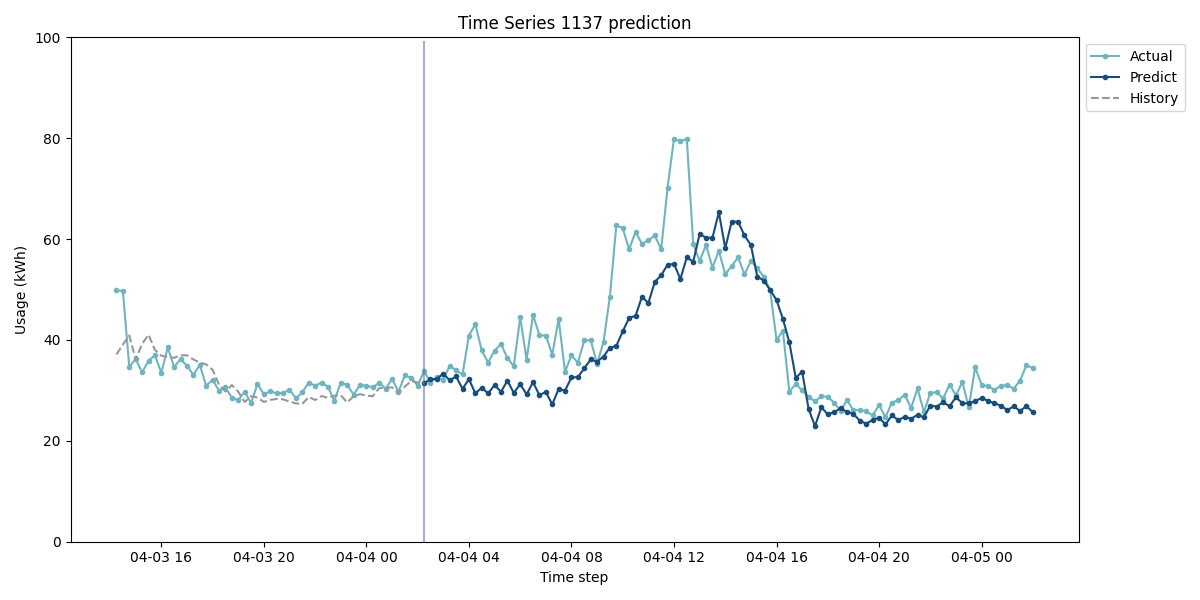 Time Series 1137 prediction
100
80
60
40
20
0
Usage (kWh)
04-03 16
04-03 20
04-04 00
04-04 04
04-04 08
04-04 12
04-04 16
04-04 20
04-05 00
Time step
Actual
Predict
History